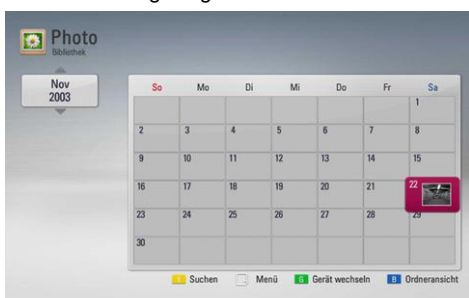 Photo
Bibliothek
Nov
2003
So Mo Di Mi Do Fr Sa
1
2 3 4 5 6 7 8
9 10 11 12 13 14 15
16 17 18 19 20 21 22
23 24 25 26 27 28 29
30
Suchen Menü G Gerät wechseln B Ordneransicht